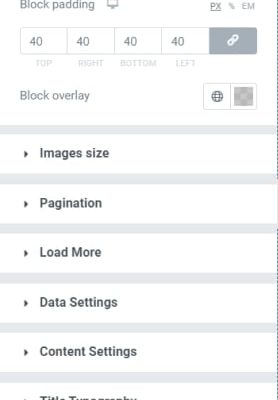 Block padding PX % EM
40 40 40 40
TOP RIGHT BOTTOM LEFT
Block overlay
Images size
Pagination
Load More
Data Settings
Content Settings
Title Typography